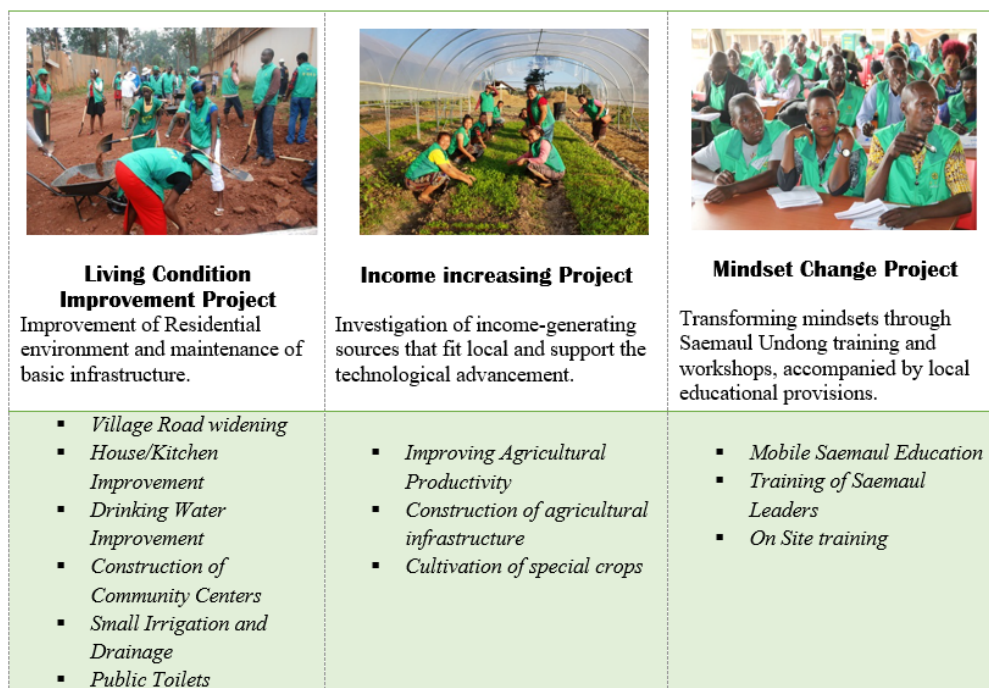 Living Condition
Improvement Project
Improvement of Residential
environment and maintenance of
basic infrastructure.
Income increasing Project
Investigation of income-generating
sources that fit local and support the
technological advancement.
Mindset Change Project
Transforming mindsets through
Saemaul Undong training and
workshops, accompanied by local
educational provisions.
▪ Village Road widening
▪ House/Kitchen
Improvement
▪ Drinking Water
Improvement
▪ Construction of
Community Centers
▪ Small Irrigation and
Drainage
▪ Public Toilets
▪ Improving Agricultural
Productivity
▪ Construction of agricultural
infrastructure
▪ Cultivation of special crops
▪ Mobile Saemaul Education
▪ Training of Saemaul
Leaders
▪ On Site training